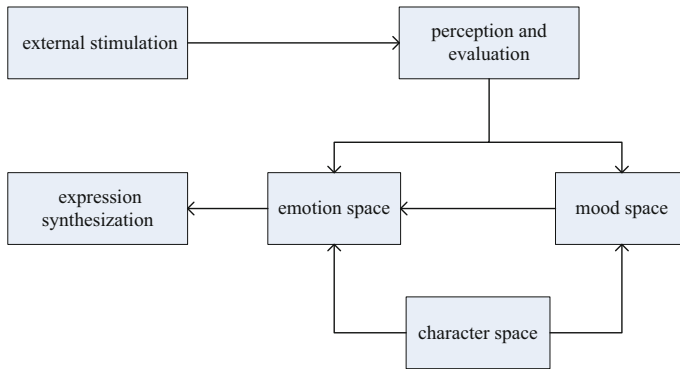 external stimulation
perception and
evaluation
expression
synthesization
emotion space
mood space
character space